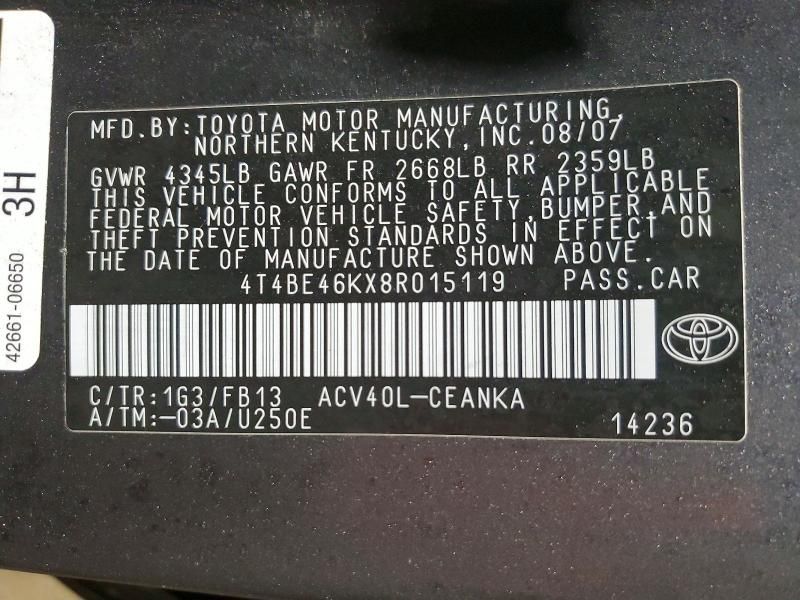 MFD.BY:TOYOTA MOTOR MANUFACTURING,
NORTHERN KENTUCKY,INC.08/07
GVWR 4345LB GAWR FR 2668LB RR 2359LB
THIS VEHICLE CONFORMS TO ALL APPLICABLE
FEDERAL MOTOR VEHICLE SAFETY,BUMPER,AND
THEFT PREVENTION STANDARDS IN EFFECT ON
THE DATE OF MANUFACTURE SHOWN ABOVE.
4T4BE46KX8R015119 PASS.CAR
C/TR:1G3/FB13 ACV40L-CEANKA
A/TM:-03A/U250E 14236
42661-06650 3H